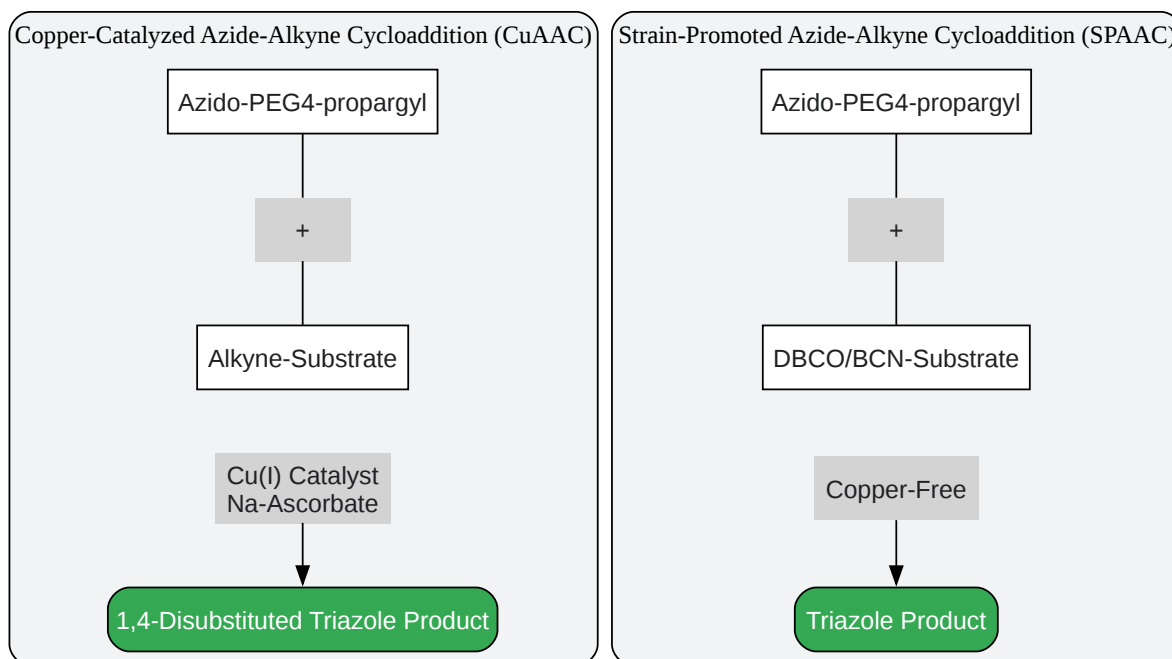 Copper-Catalyzed Azide-Alkyne Cycloaddition (CuAAC)
Azido-PEG4-propargyl
+
Alkyne-Substrate
Cu(I) Catalyst
Na-Ascorbate
1,4-Disubstituted Triazole Product
Strain-Promoted Azide-Alkyne Cycloaddition (SPAAC)
Azido-PEG4-propargyl
+
DBCO/BCN-Substrate
Copper-Free
Triazole Product